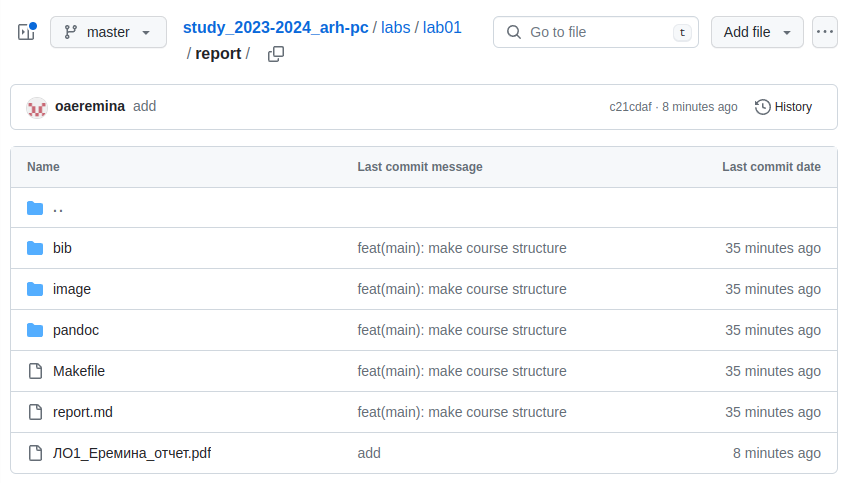 master
study_2023-2024_arh-pc / labs / lab01
/ report /
Go to file
t
Add file
oaeremina add
c21cdaf · 8 minutes ago
History
Name Last commit message Last commit date
..
bib feat(main): make course structure 35 minutes ago
image feat(main): make course structure 35 minutes ago
pandoc feat(main): make course structure 35 minutes ago
Makefile feat(main): make course structure 35 minutes ago
report.md feat(main): make course structure 35 minutes ago
ЛО1_Еремина_отчет.pdf add 8 minutes ago